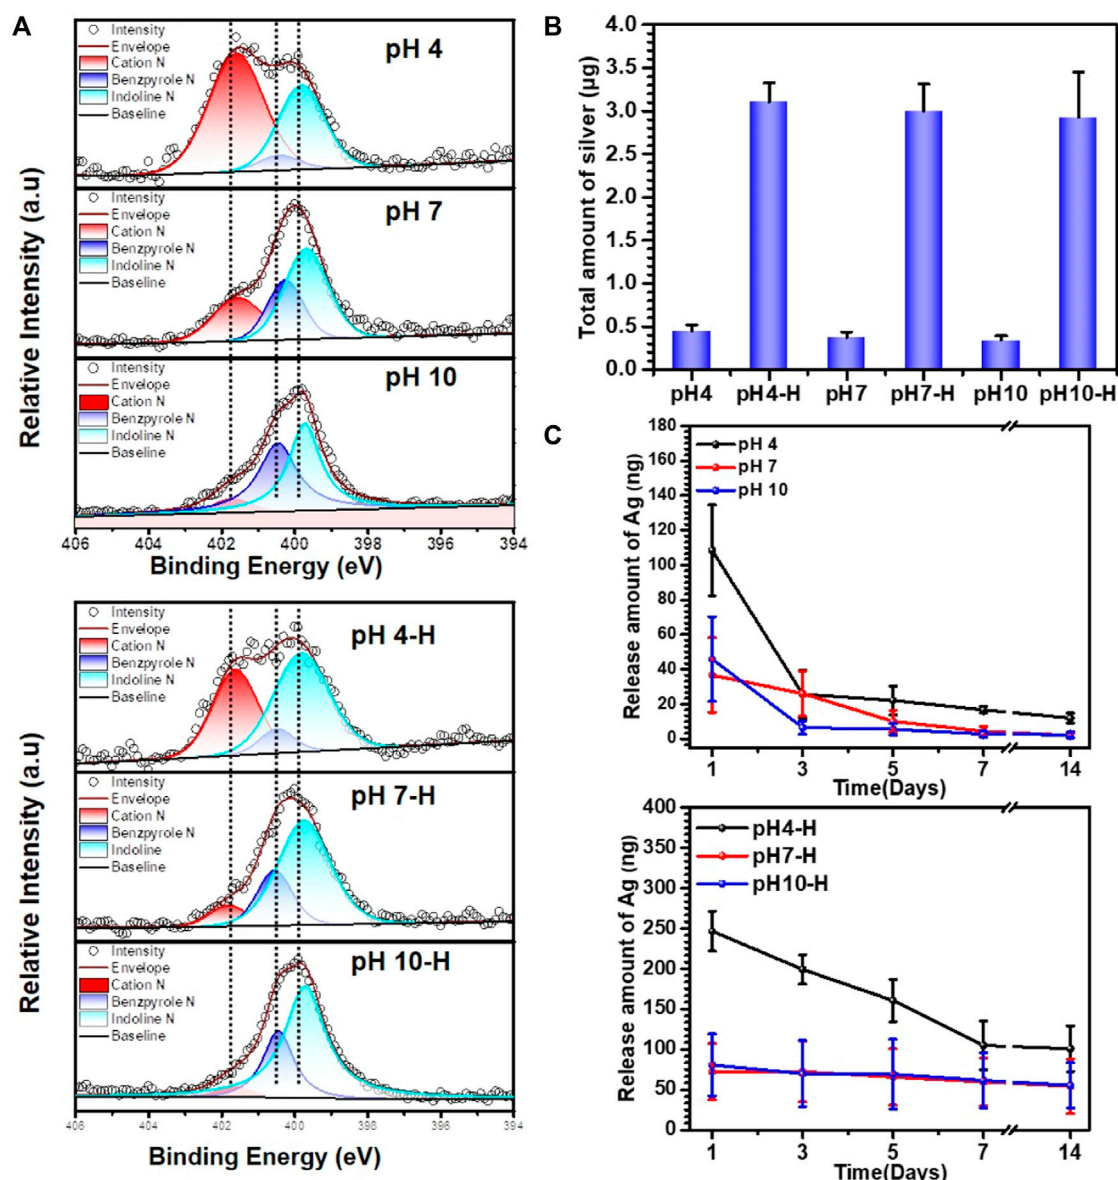 A
Relative Intensity (a.u)
Intensity
Envelope
Cation N
Benzpyrole N
Indoline N
Baseline
pH 4
Intensity
Envelope
Cation N
Benzpyrole N
Indoline N
Baseline
pH 7
Intensity
Envelope
Cation N
Benzpyrole N
Indoline N
Baseline
pH 10
406 404 402 400 398 396 394
Binding Energy (eV)
Relative Intensity (a.u)
Intensity
Envelope
Cation N
Benzpyrole N
Indoline N
Baseline
pH 4-H
Intensity
Envelope
Cation N
Benzpyrole N
Indoline
Baseline
pH 7-H
Intensity
Envelope
Cation N
Benzpyrole N
Indoline N
Baseline
pH 10-H
406 404 402 400 398 396 394
Binding Energy (eV)
B
Total amount of silver (µg)
4.0
3.5
3.0
2.5
2.0
1.5
1.0
0.5
0.0
pH4 pH4-H pH7 pH7-H pH10 pH10-H
C
Release amount of Ag (ng)
180
160
140
120
100
80
60
40
20
0
pH 4
pH 7
pH 10
1 3 5 7 14
Time(Days)
Release amount of Ag (ng)
400
350
300
250
200
150
100
50
0
pH4-H
pH7-H
pH10-H
1 3 5 7 14
Time(Days)